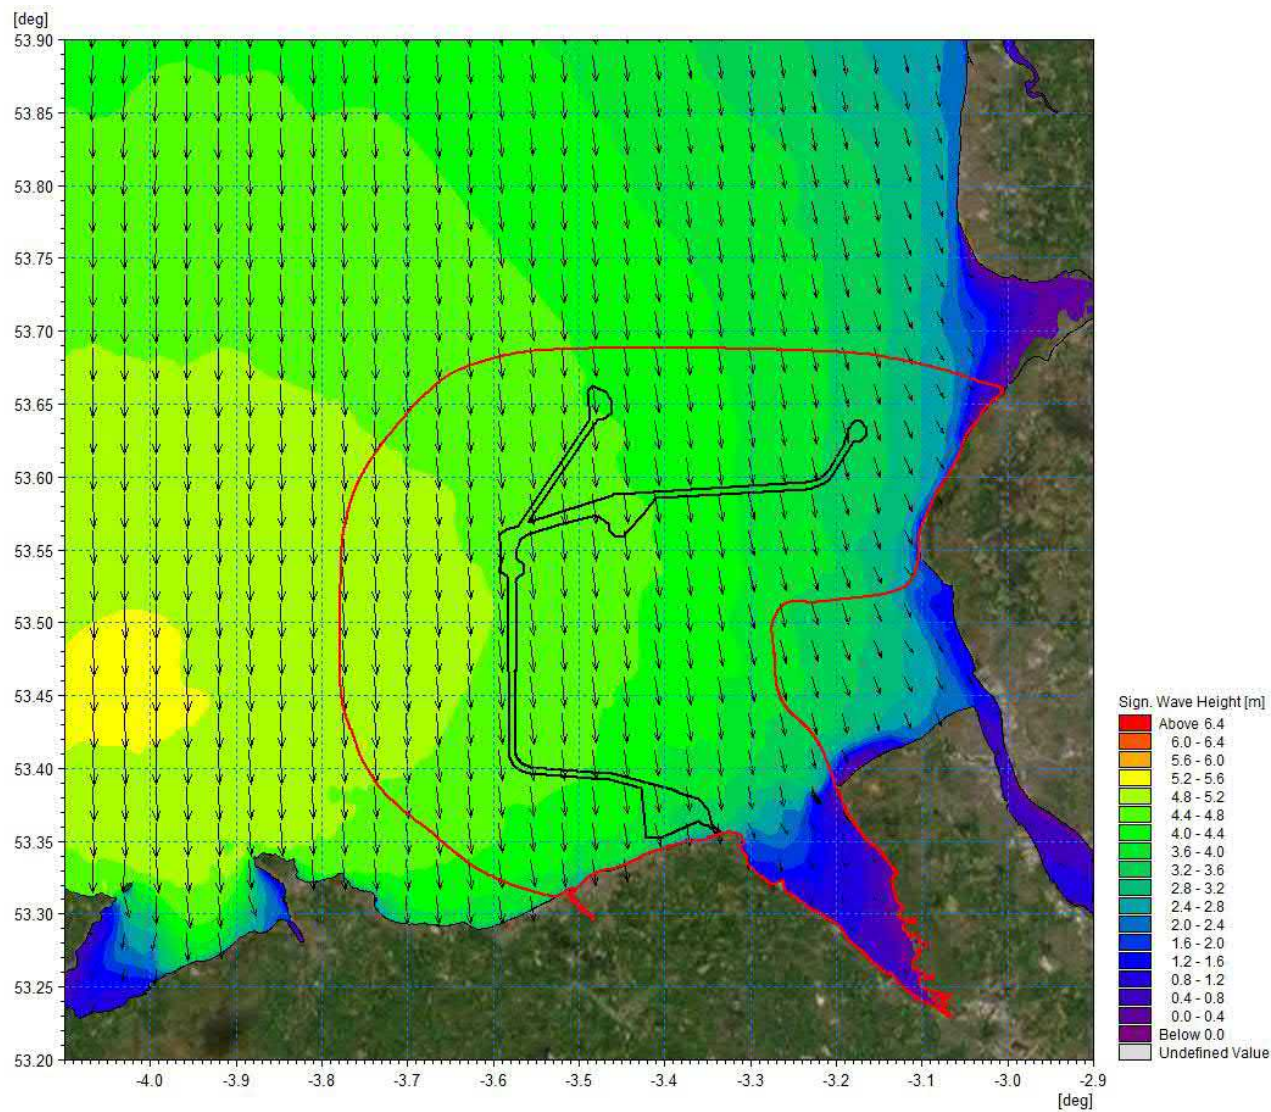 [deg]
53.90
53.85
53.80
53.75
53.70
53.65
53.60
53.55
53.50
53.45
53.40
53.35
53.30
53.25
53.20
-4.0
-3.9
-3.8
-3.7
-3.6
-3.5
-3.4
-3.3
-3.2
-3.1
-3.0
-2.9
[deg]
Sign. Wave Height [m]
Above 6.4
6.0 - 6.4
5.6 - 6.0
5.2 - 5.6
4.8 - 5.2
4.4 - 4.8
4.0 - 4.4
3.6 - 4.0
3.2 - 3.6
2.8 - 3.2
2.4 - 2.8
2.0 - 2.4
1.6 - 2.0
1.2 - 1.6
0.8 - 1.2
0.4 - 0.8
0.0 - 0.4
Below 0.0
Undefined Value